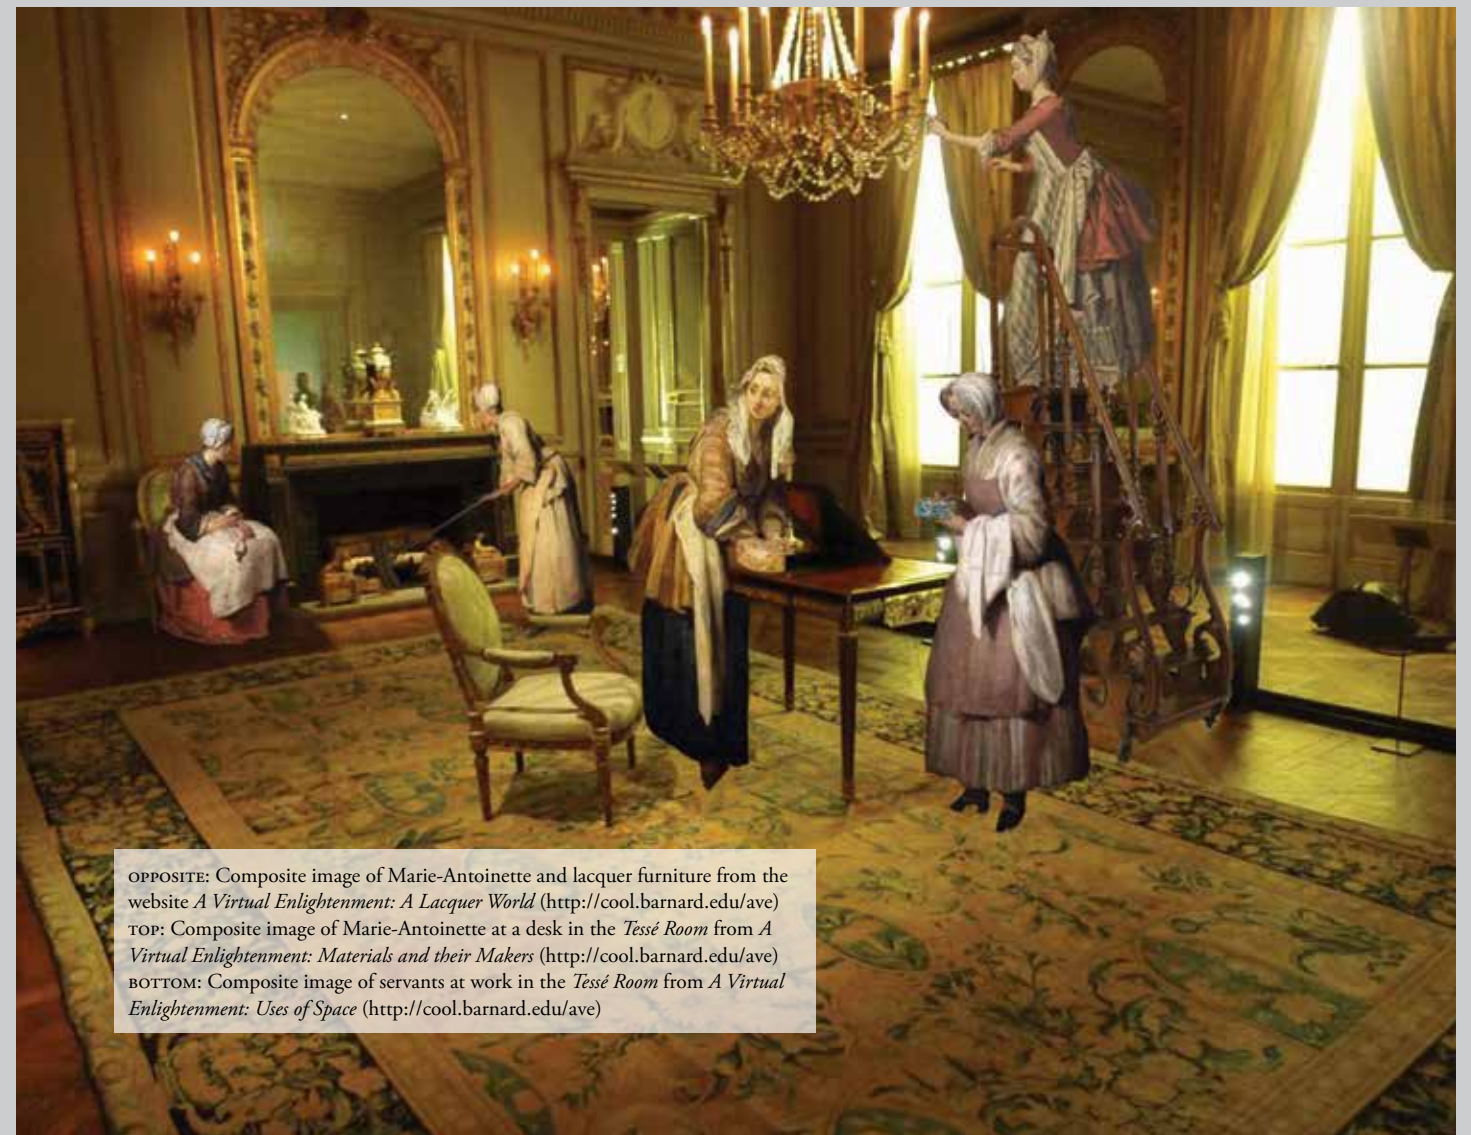 OPPOSITE: Composite image of Marie-Antoinette and lacquer furniture from the
website A Virtual Enlightenment: A Lacquer World (http://cool.barnard.edu/ave)
TOP: Composite image of Marie-Antoinette at a desk in the Tessé Room from A
Virtual Enlightenment: Materials and their Makers (http://cool.barnard.edu/ave)
BOTTOM: Composite image of servants at work in the Tessé Room from A Virtual
Enlightenment: Uses of Space (http://cool.barnard.edu/ave)